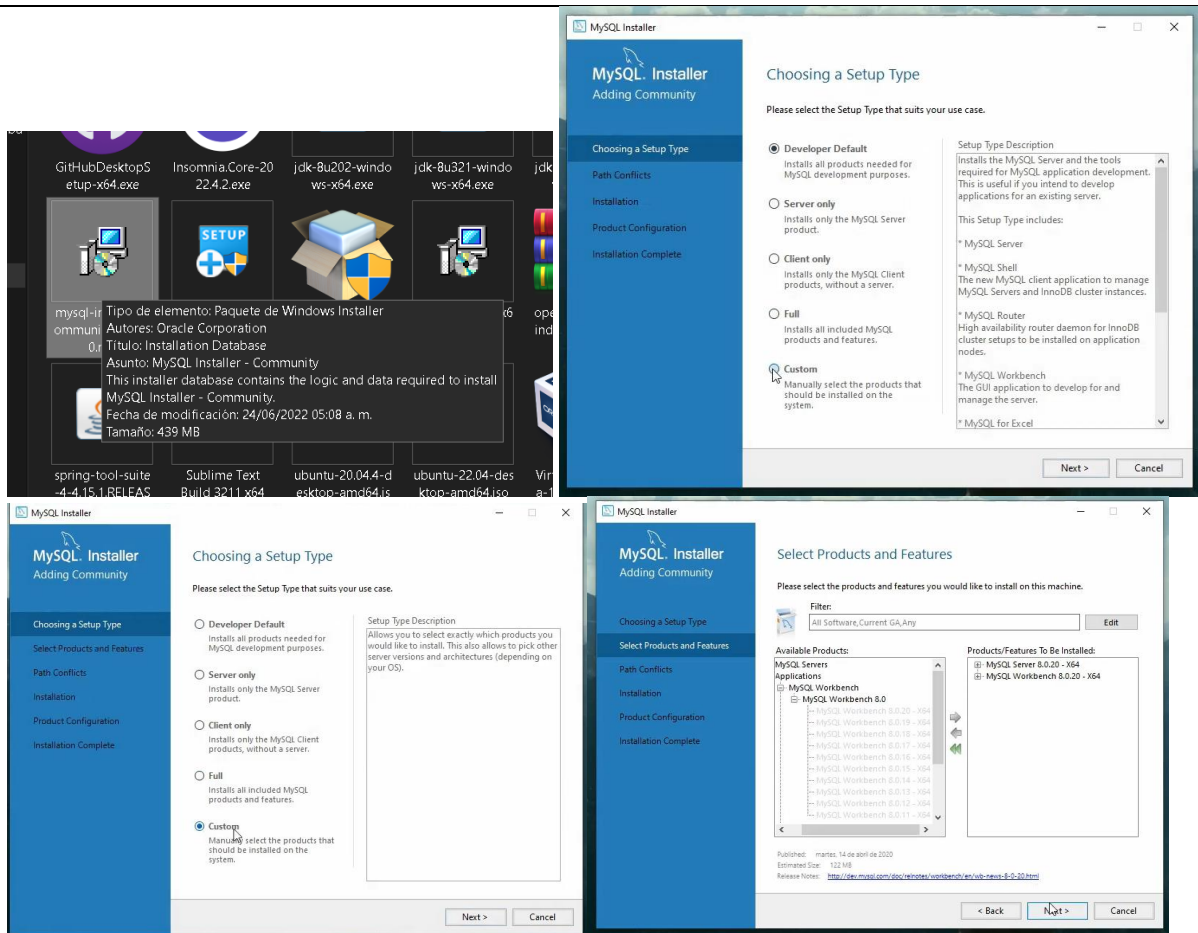 GitHubDesktopS
etup-x64.exe
Insomnia.Core-20
22.4.2.exe
jdk-8u202-windo
ws-x64.exe
jdk-8u321-windo
ws-x64.exe
jdk
SETUP
mysql-in
ommuni
0.m
Tipo de elemento: Paquete de Windows Installer
Autores: Oracle Corporation
Título: Installation Database
Asunto: MySQL Installer - Community
This installer database contains the logic and data required to install
MySQL Installer - Community.
Fecha de modificación: 24/06/2022 05:08 a. m.
Tamaño: 439 MB
spring-tool-suite
-4-4.15.1.RELEAS
Sublime Text
Build 3211 x64
ubuntu-20.04.4-d
esktop-amd64.is
ubuntu-22.04-des
ktop-amd64.iso
MySQL Installer
MySQL. Installer
Adding Community
Choosing a Setup Type
Path Conflicts
Installation
Product Configuration
Installation Complete
Choosing a Setup Type
Please select the Setup Type that suits your use case.
Developer Default
Installs all products needed for
MySQL development purposes.
Server only
Installs only the MySQL Server
product.
Client only
Installs only the MySQL Client
products, without a server.
Full
Installs all included MySQL
products and features.
Custom
Manually select the products that
should be installed on the
system.
Setup Type Description
Installs the MySQL Server and the tools
required for MySQL application development.
This is useful if you intend to develop
applications for an existing server.
This Setup Type includes:
* MySQL Server
* MySQL Shell
The new MySQL client application to manage
MySQL Servers and InnoDB cluster instances.
* MySQL Router
High availability router daemon for InnoDB
cluster setups to be installed on application
nodes.
* MySQL Workbench
The GUI application to develop for and
manage the server.
* MySQL for Excel
Next >
Cancel
MySQL Installer
MySQL. Installer
Adding Community
Choosing a Setup Type
Select Products and Features
Path Conflicts
Installation
Product Configuration
Installation Complete
Choosing a Setup Type
Please select the Setup Type that suits your use case.
Developer Default
Installs all products needed for
MySQL development purposes.
Server only
Installs only the MySQL Server
product.
Client only
Installs only the MySQL Client
products, without a server.
Full
Installs all included MySQL
products and features.
Custom
Manually select the products that
should be installed on the
system.
Setup Type Description
Allows you to select exactly which products you
would like to install. This also allows to pick other
server versions and architectures (depending on
your OS).
Next >
Cancel
MySQL Installer
MySQL. Installer
Adding Community
Choosing a Setup Type
Select Products and Features
Path Conflicts
Installation
Product Configuration
Installation Complete
Select Products and Features
Please select the products and features you would like to install on this machine.
Filter:
All Software,Current GA,Any
Edit
Available Products:
MySQL Servers
Applications
MySQL Workbench
MySQL Workbench 8.0
MySQL Workbench 8.0.20 - X64
MySQL Workbench 8.0.19 - X64
MySQL Workbench 8.0.18 - X64
MySQL Workbench 8.0.17 - X64
MySQL Workbench 8.0.16 - X64
MySQL Workbench 8.0.15 - X64
MySQL Workbench 8.0.14 - X64
MySQL Workbench 8.0.13 - X64
MySQL Workbench 8.0.12 - X64
MySQL Workbench 8.0.11 - X64
Products/Features To Be Installed:
MySQL Server 8.0.20 - X64
MySQL Workbench 8.0.20 - X64
Published: martes, 14 de abril de 2020
Estimated Size: 122 MB
Release Notes: http://dev.mysql.com/doc/relnotes/workbench/en/wb-news-8-0-20.html
< Back
Next >
Cancel